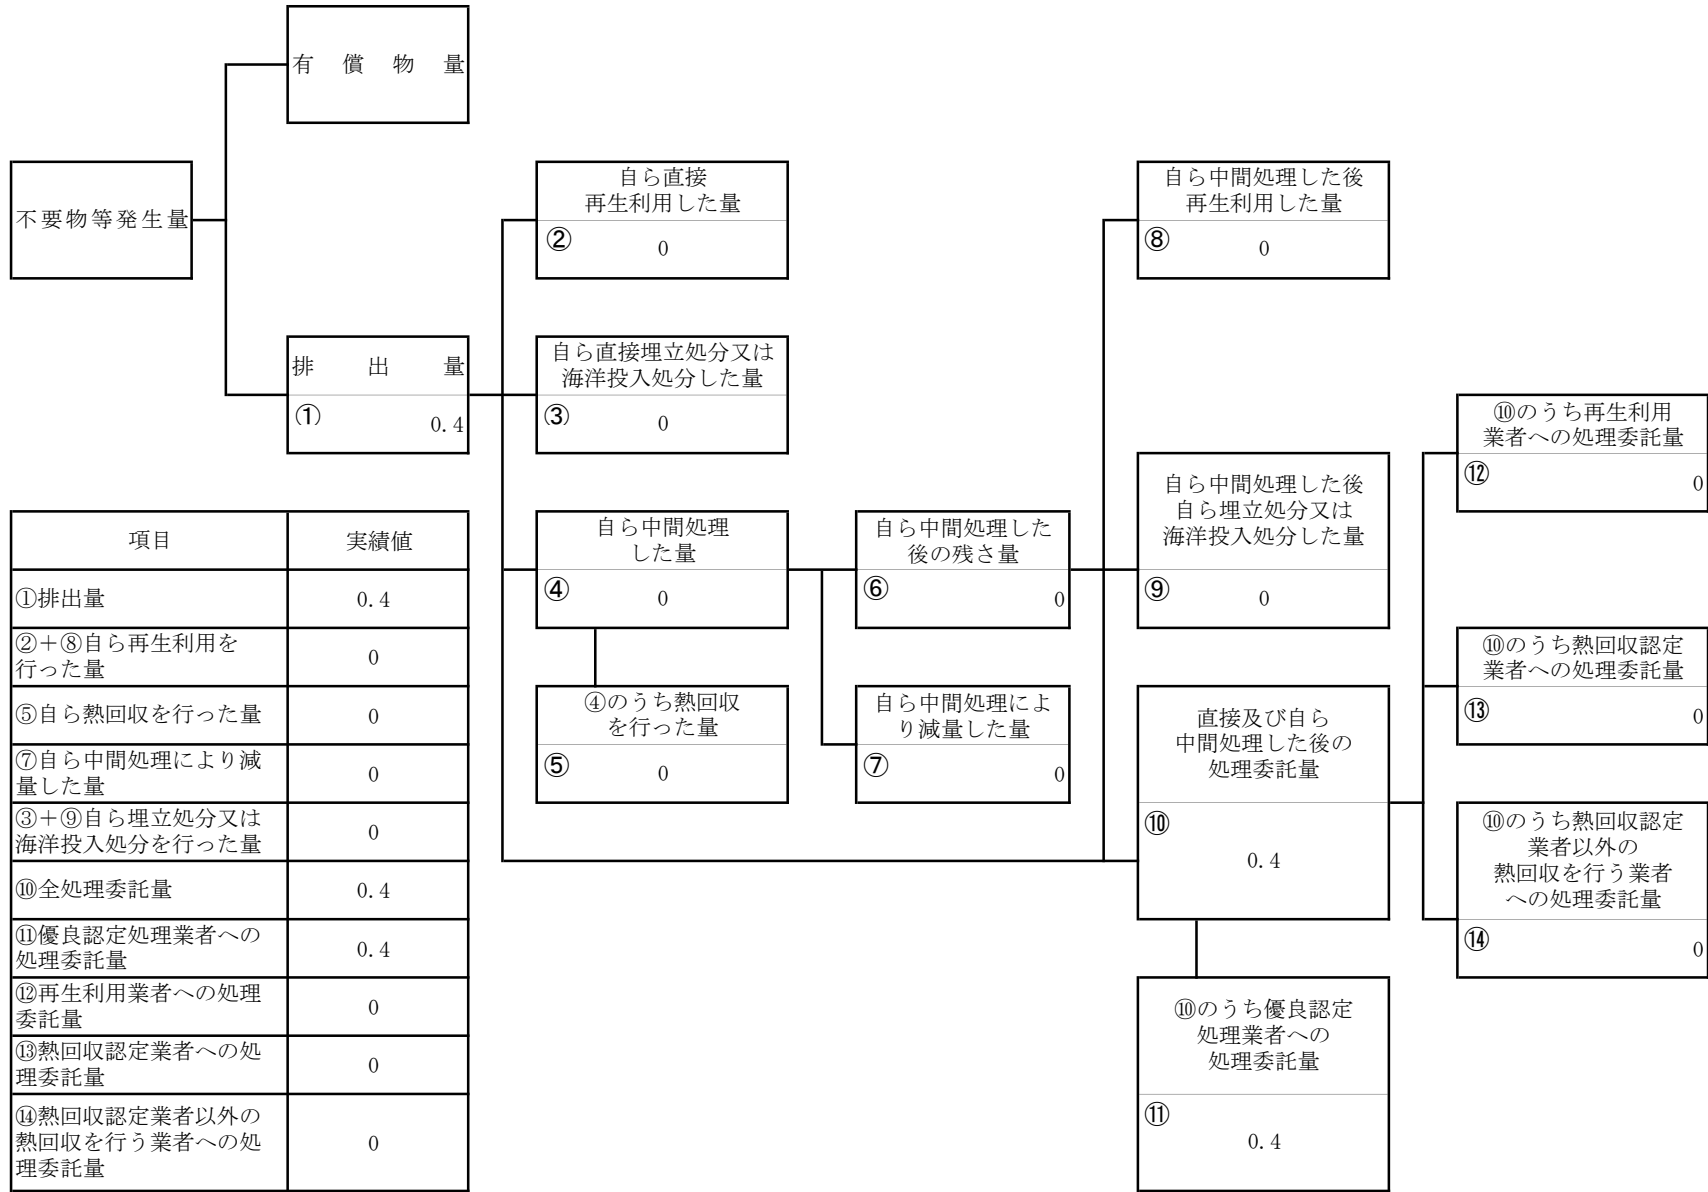 有償物量
不要物等発生量
排出量
①
0.4
自ら直接
再生利用した量
②
0
自ら直接埋立処分又は
海洋投入処分した量
③
0
自ら中間処理
した量
④
0
④のうち熱回収
を行った量
⑤
0
自ら中間処理した
後の残さ量
⑥
0
自ら中間処理によ
り減量した量
⑦
0
自ら中間処理した後
再生利用した量
⑧
0
自ら中間処理した後
自ら埋立処分又は
海洋投入処分した量
⑨
0
直接及び自ら
中間処理した後の
処理委託量
⑩
0.4
⑩のうち優良認定
処理業者への
処理委託量
⑪
0.4
⑩のうち再生利用
業者への処理委託量
⑫
0
⑩のうち熱回収認定
業者への処理委託量
⑬
0
⑩のうち熱回収認定
業者以外の
熱回収を行う業者
への処理委託量
⑭
0
項目
実績値
①排出量
0.4
②＋⑧自ら再生利用を
行った量
0
⑤自ら熱回収を行った量
0
⑦自ら中間処理により減
量した量
0
③＋⑨自ら埋立処分又は
海洋投入処分を行った量
0
⑩全処理委託量
0.4
⑪優良認定処理業者への
処理委託量
0.4
⑫再生利用業者への処理
委託量
0
⑬熱回収認定業者への処
理委託量
0
⑭熱回収認定業者以外の
熱回収を行う業者への処
理委託量
0